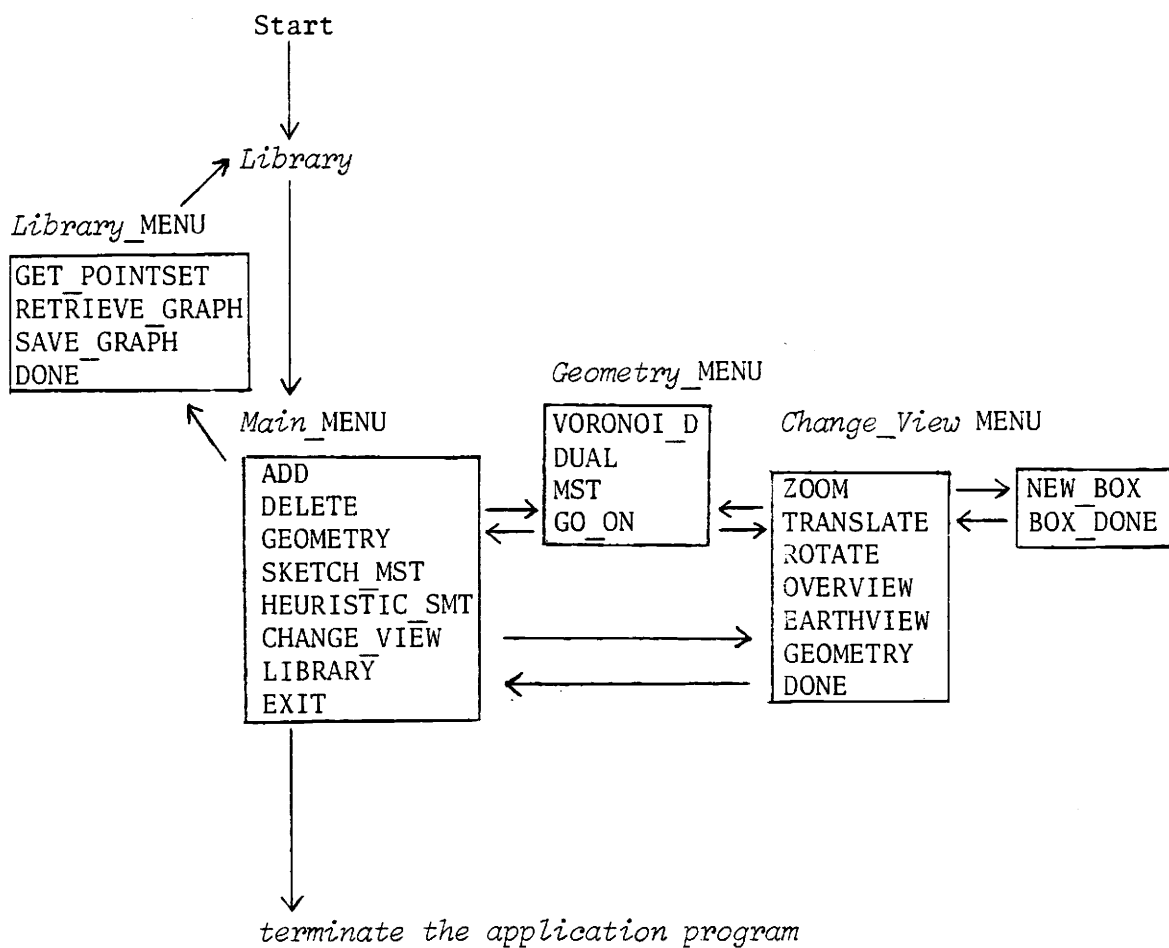 Start
Library
Library_MENU
GET_POINTSET
RETRIEVE_GRAPH
SAVE_GRAPH
DONE
Main_MENU
ADD
DELETE
GEOMETRY
SKETCH_MST
HEURISTIC_SMT
CHANGE_VIEW
LIBRARY
EXIT
Geometry_MENU
VORONOI_D
DUAL
MST
GO_ON
Change_View MENU
ZOOM
TRANSLATE
ROTATE
OVERVIEW
EARTHVIEW
GEOMETRY
DONE
NEW_BOX
BOX_DONE
terminate the application program